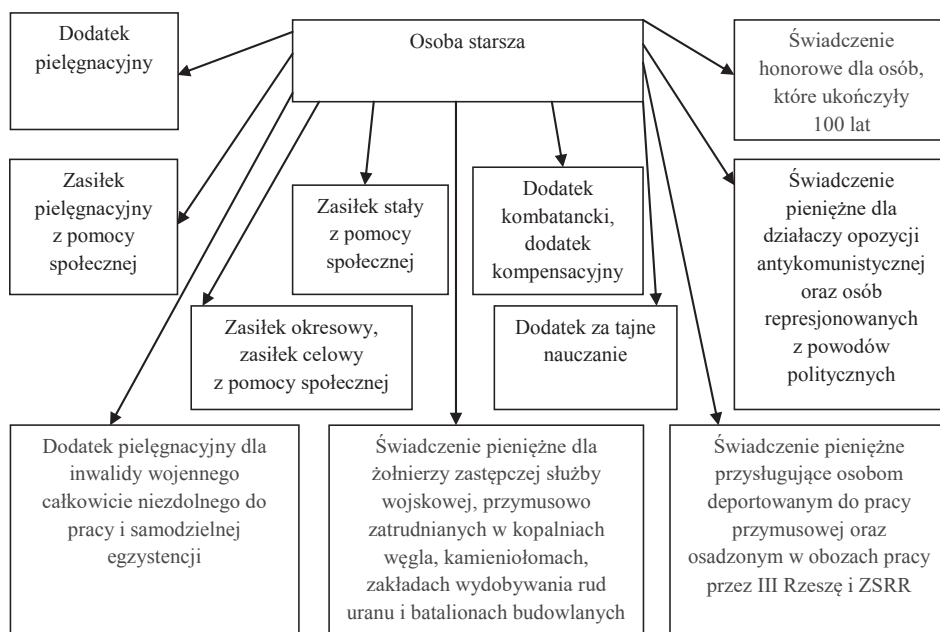 Osoba starsza
Dodatek
pielęgnacyjny
Świadczenie
honorowe dla osób,
które ukończyły
100 lat
Zasiłek
pielęgnacyjny
z pomocy
społecznej
Zasiłek stały
z pomocy
społecznej
Dodatek
kombatancki,
dodatek
kompensacyjny
Świadczenie
pieniężne dla
działaczy opozycji
antykomunistycznej
oraz osób
represjonowanych
z powodów
politycznych
Zasiłek okresowy,
zasiłek celowy
z pomocy społecznej
Dodatek za tajne
nauczanie
Dodatek pielęgnacyjny dla
inwalidy wojennego
całkowicie niezdolnego do
pracy i samodzielnej
egzystencji
Świadczenie pieniężne dla
żołnierzy zastępczej służby
wojskowej, przymusowo
zatrudnianych w kopalniach
węgla, kamieniołomach,
zakładach wydobywania rud
uranu i batalionach budowlanych
Świadczenie pieniężne
przysługujące osobom
deportowanym do pracy
przymusowej oraz
osadzonym w obozach pracy
przez III Rzeszę i ZSRR